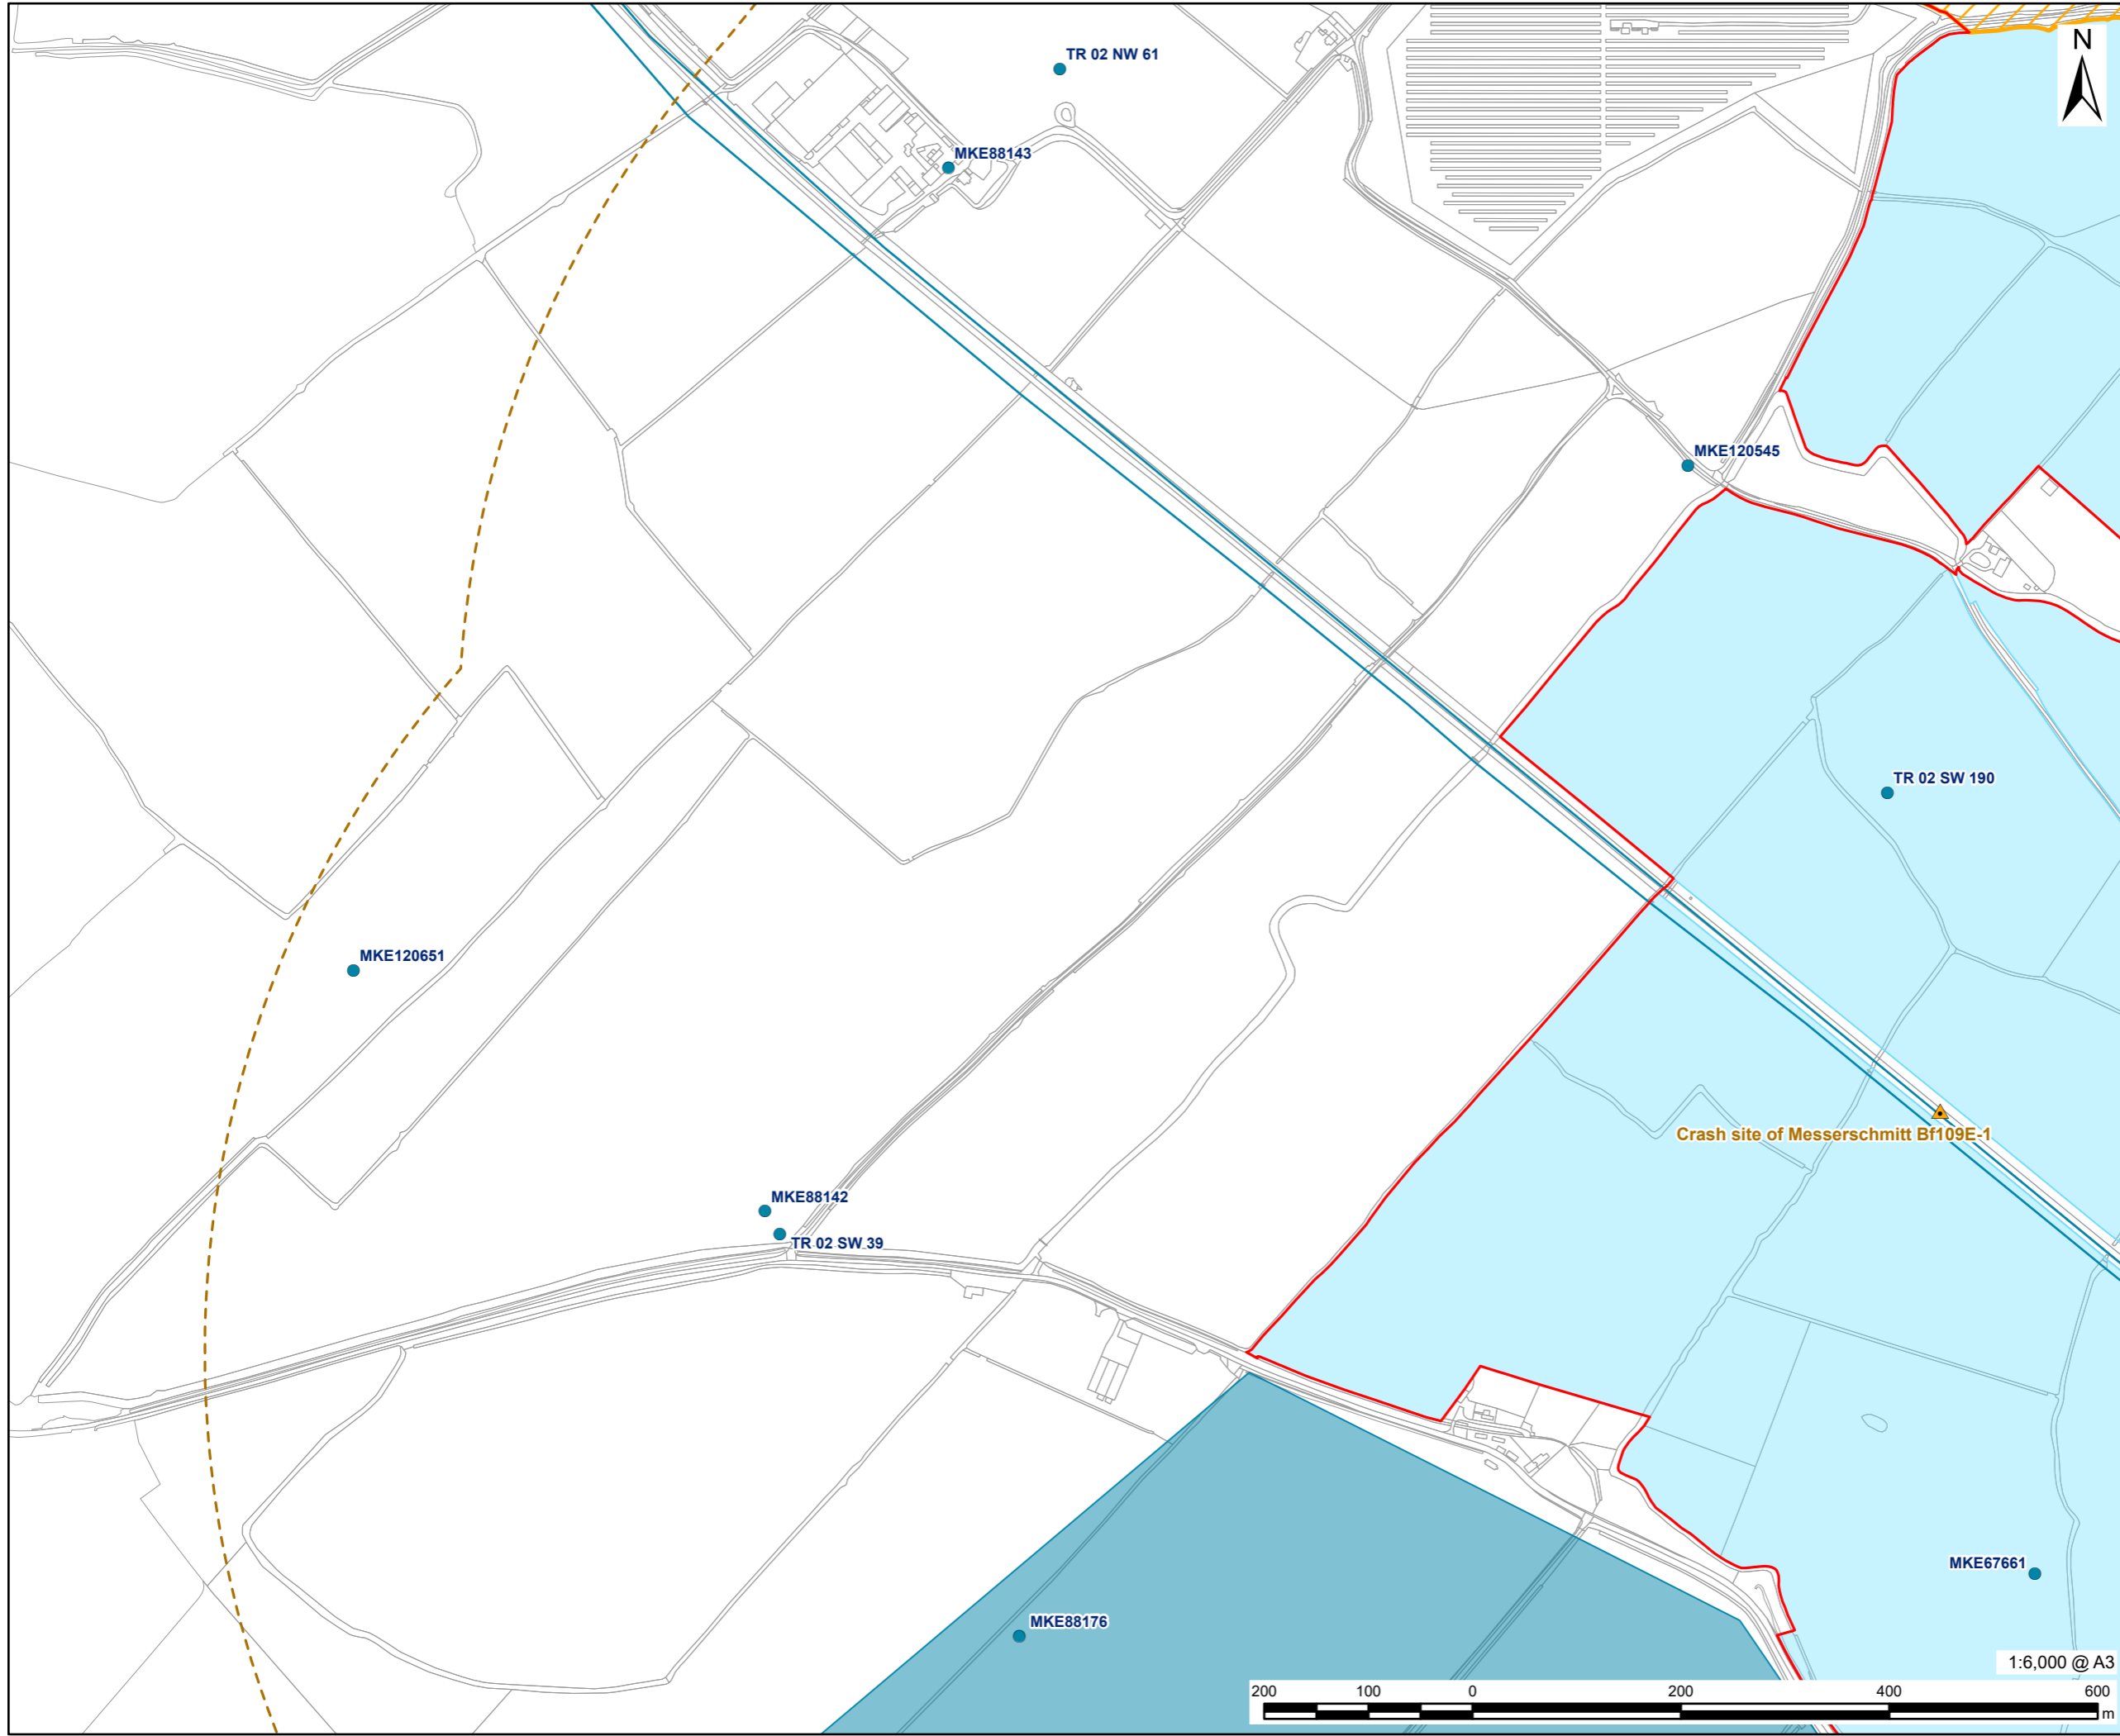 N
TR 02 NW 61
MKE88143
MKE120545
TR 02 SW 190
MKE120651
Crash site of Messerschmitt Bf109E-1
MKE88142
TR 02 SW 39
MKE67661
MKE88176
1:6,000 @ A3
200 100 0 200 400 600
m